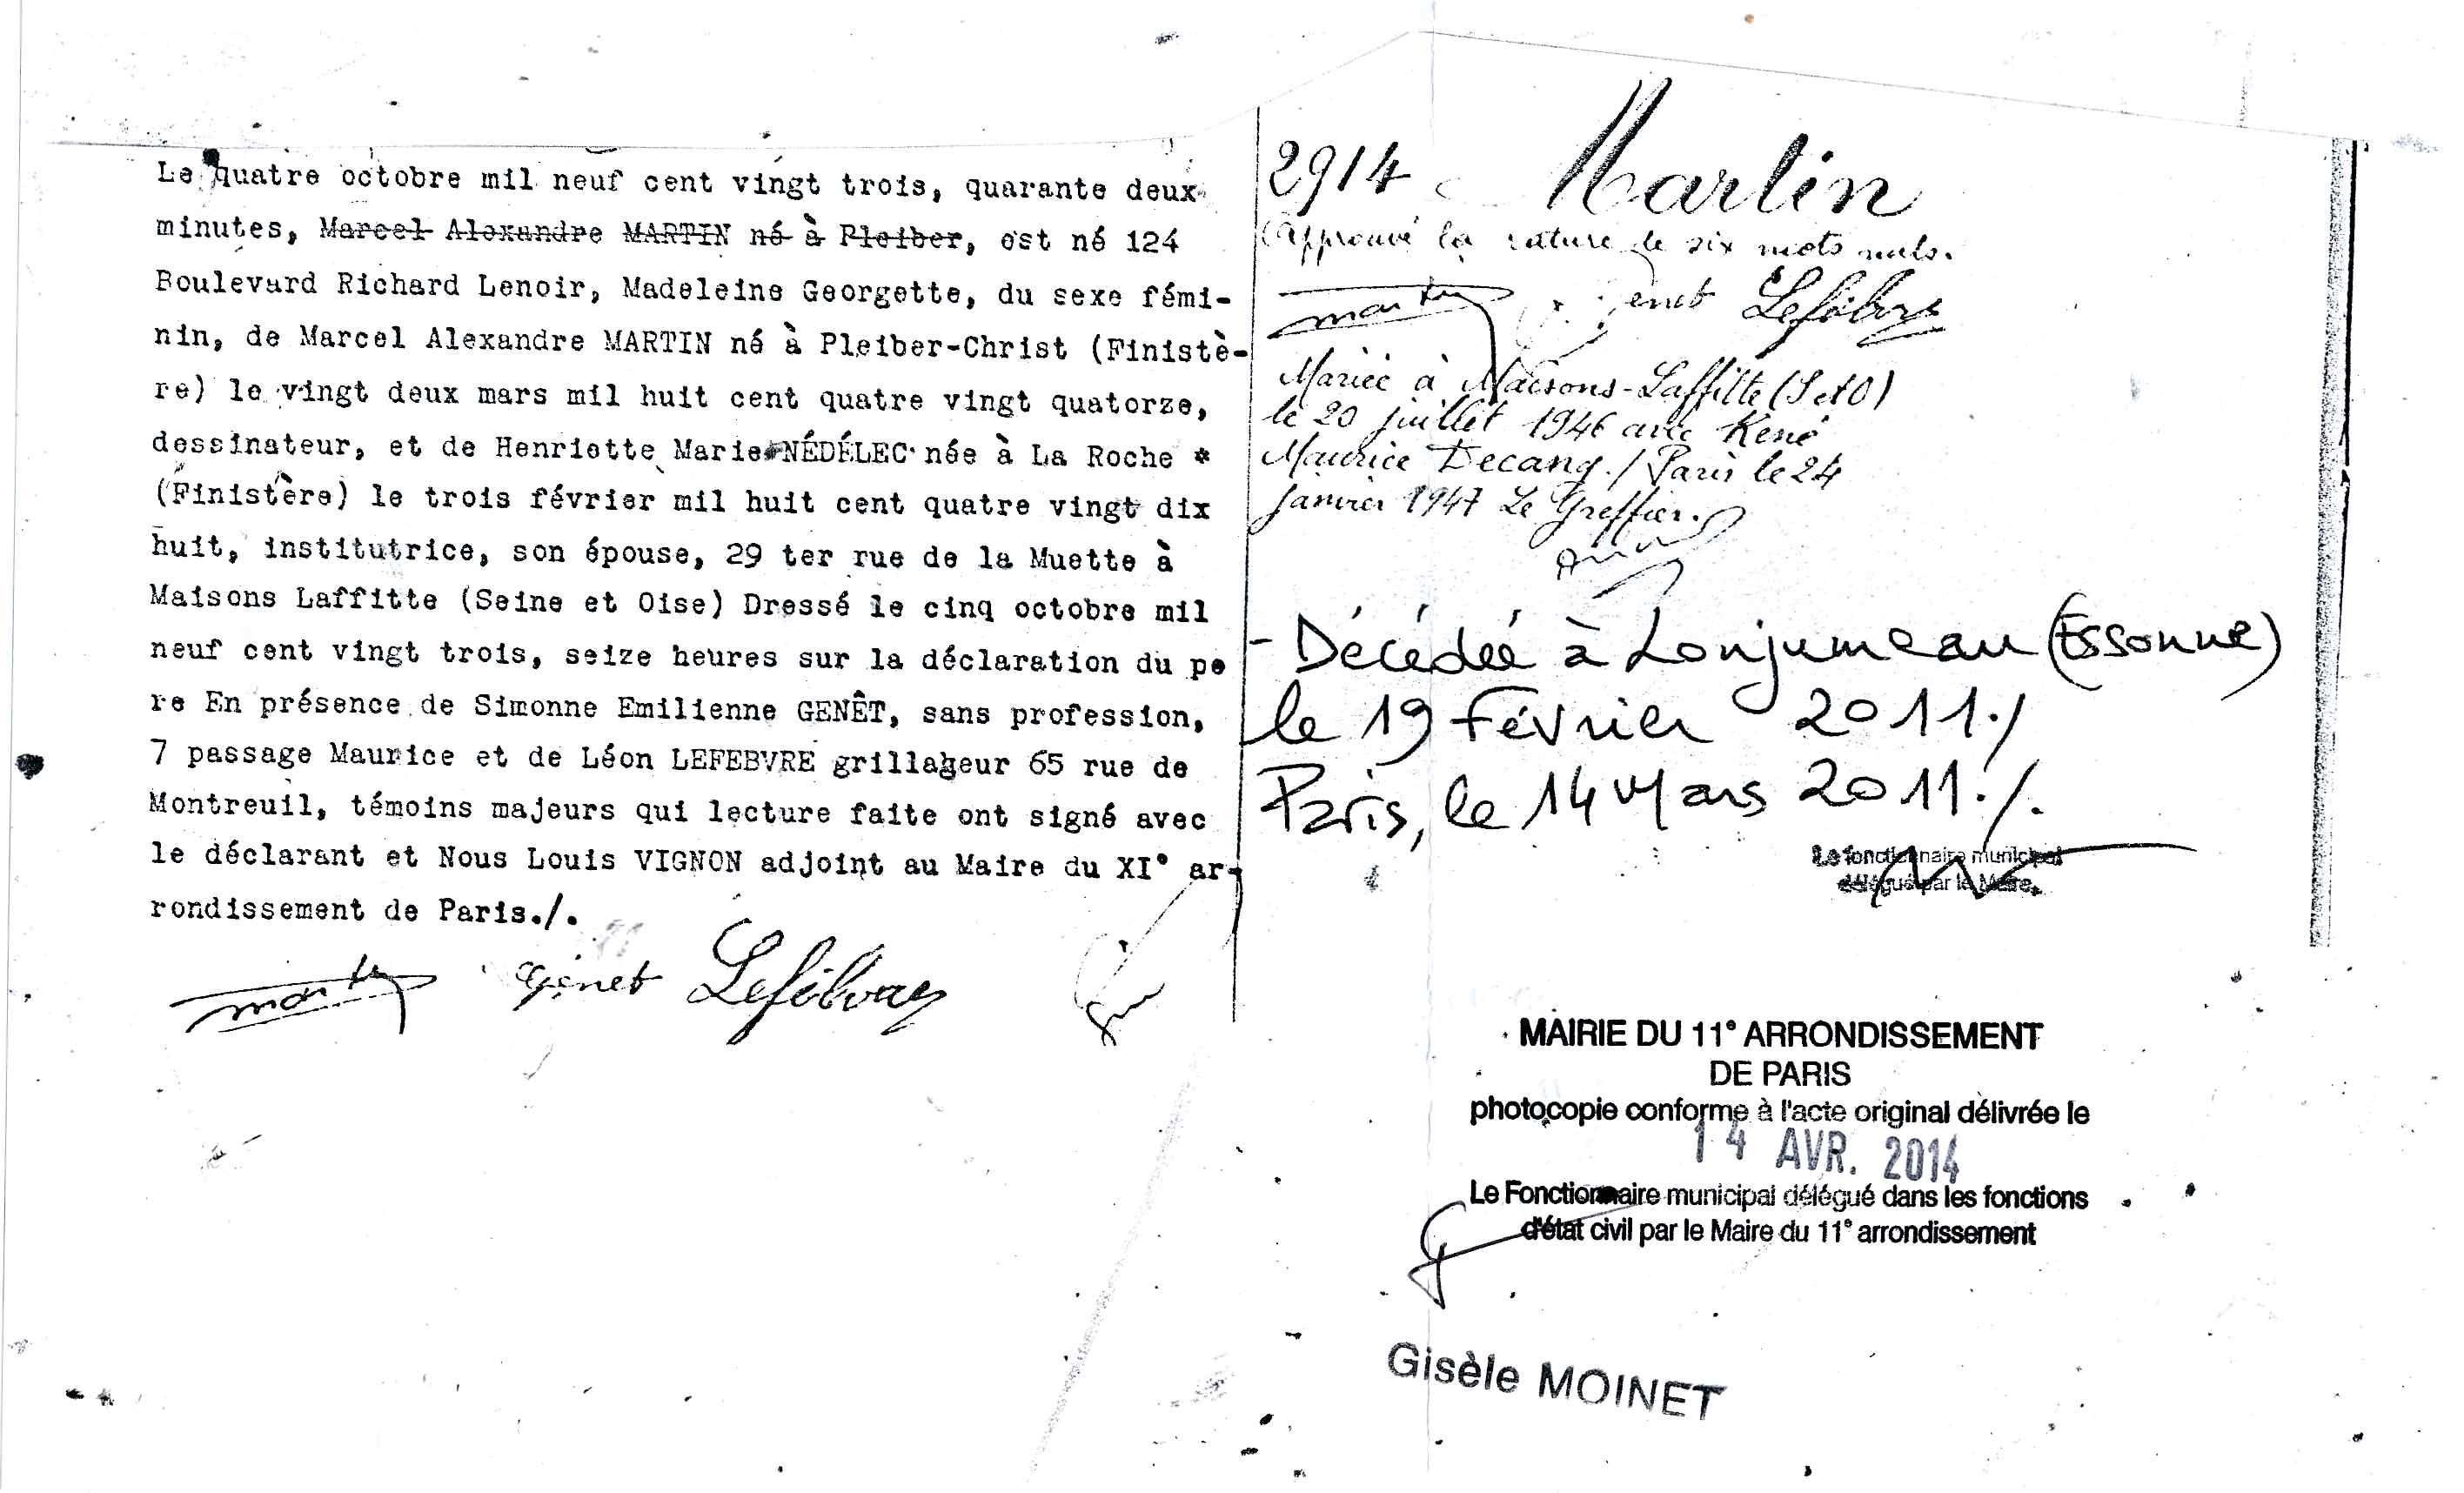 Le quatre octobre mil neuf cent vingt trois, quarante deux
minutes, Marcel Alexandre MARTIN né à Pleiber, est né 124
Boulevard Richard Lenoir, Madeleine Georgette, du sexe fémi-
nin, de Marcel Alexandre MARTIN né à Pleiber-Christ (Finistè-
re) le vingt deux mars mil huit cent quatre vingt quatorze,
dessinateur, et de Henriette Marie NÉDÉLEC née à La Roche *
(Finistère) le trois février mil huit cent quatre vingt dix
huit, institutrice, son épouse, 29 ter rue de la Muette à
Maisons Laffitte (Seine et Oise) Dressé le cinq octobre mil
neuf cent vingt trois, seize heures sur la déclaration du pe
re En présence de Simonne Emilienne GENÊT, sans profession,
7 passage Maurice et de Léon LEFEBVRE grillageur 65 rue de
Montreuil, témoins majeurs qui lecture faite ont signé avec
le déclarant et Nous Louis VIGNON adjoint au Maire du XI° ar-
rondissement de Paris./.
Martin Genet Lefebvre
2914 Martin
Approuvé la rature de six mots nuls.
Martin Genet Lefebvre
Mariée à Maisons-Laffitte (S et O)
le 20 juillet 1946 avec René
Maurice Decang./ Paris le 24
janvier 1947 Le Greffier.
- Décédée à Lonjumeau (Essonne)
le 19 Février 2011./
Paris, le 14 Mars 2011./.
Le fonctionnaire municipal
délégué par le Maire.
MAIRIE DU 11° ARRONDISSEMENT
DE PARIS
photocopie conforme à l'acte original délivrée le
14 AVR. 2014
Le Fonctionnaire municipal délégué dans les fonctions
d'état civil par le Maire du 11° arrondissement
Gisèle MOINET